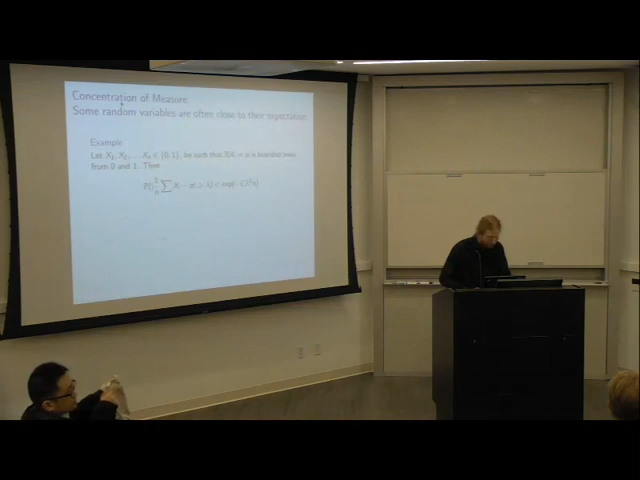 Concentration of Measure:
Some random variables are often close to their expectation
Example
Let X₁, X₂, ... Xₙ ∈ {0, 1}, be such that 𝔼Xᵢ = p is bounded away
from 0 and 1. Then
ℙ(|1/n ∑ Xᵢ − p| > λ) < exp(−Cλ²n)